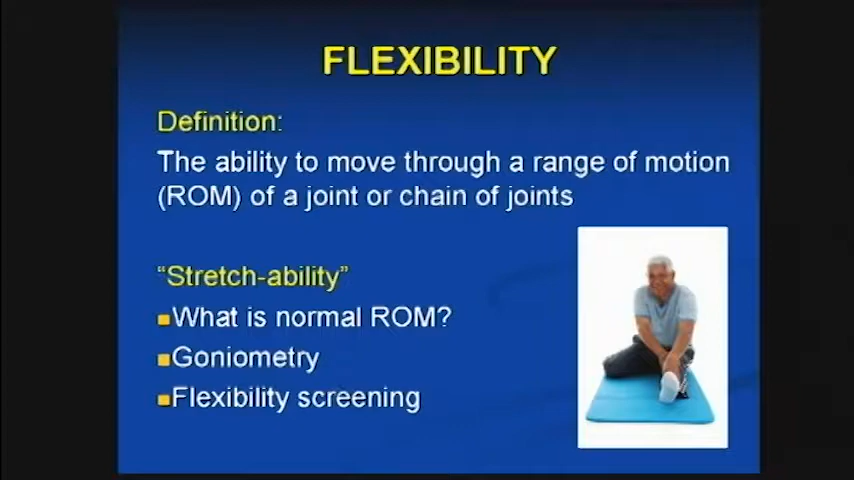 FLEXIBILITY
Definition:
The ability to move through a range of motion
(ROM) of a joint or chain of joints
“Stretch-ability”
What is normal ROM?
Goniometry
Flexibility screening